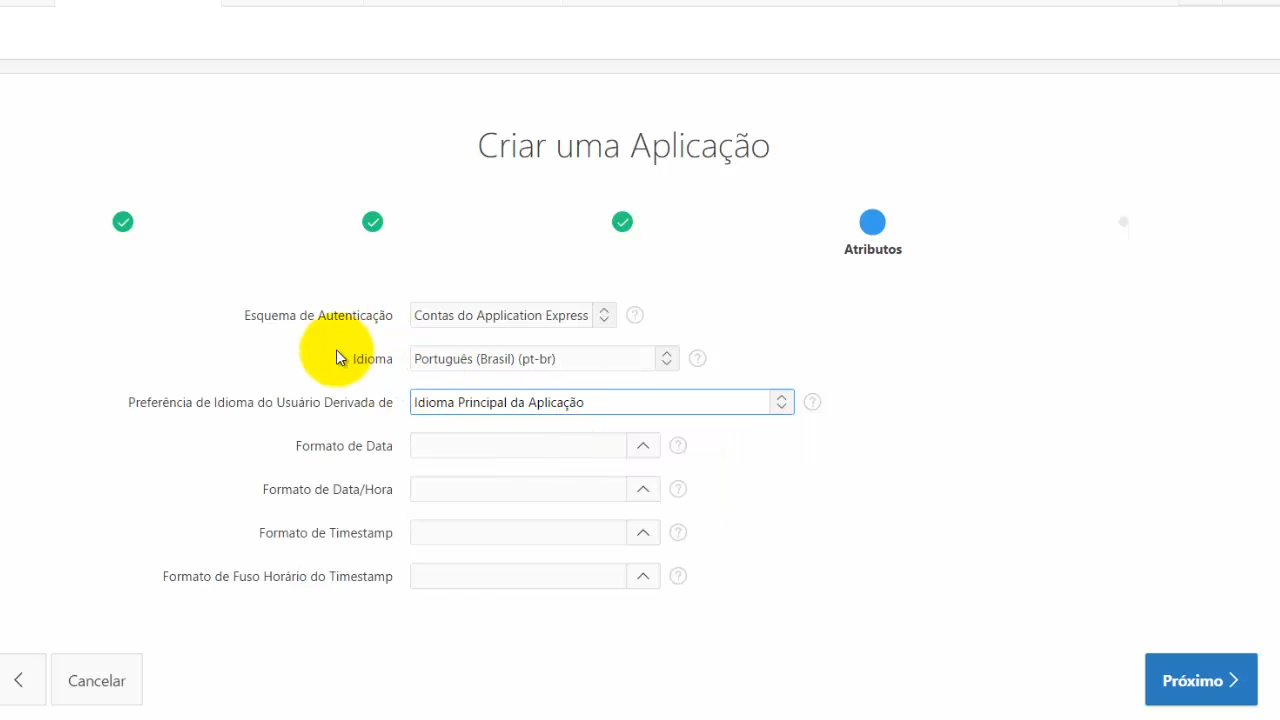 Criar uma Aplicação
Atributos
Esquema de Autenticação Contas do Application Express
Idioma Português (Brasil) (pt-br)
Preferência de Idioma do Usuário Derivada de Idioma Principal da Aplicação
Formato de Data
Formato de Data/Hora
Formato de Timestamp
Formato de Fuso Horário do Timestamp
Cancelar Próximo